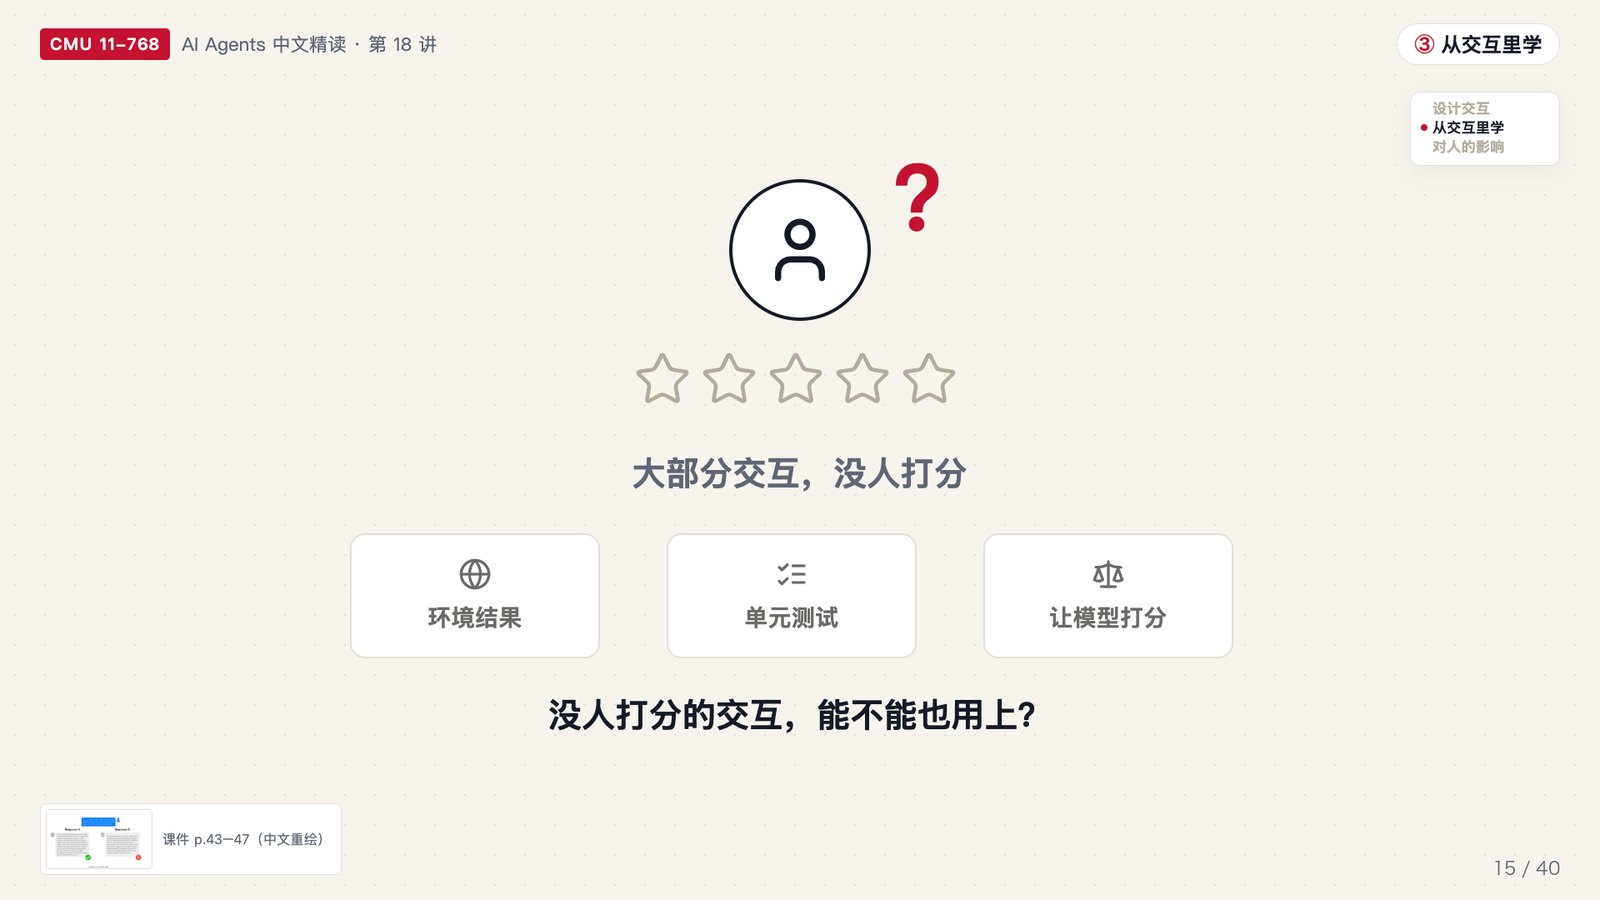 CMU 11-768
AI Agents 中文精读 · 第 18 讲
③ 从交互里学
设计交互
从交互里学
对人的影响
?
大部分交互，没人打分
环境结果
单元测试
让模型打分
没人打分的交互，能不能也用上?
课件 p.43—47（中文重绘）
15 / 40